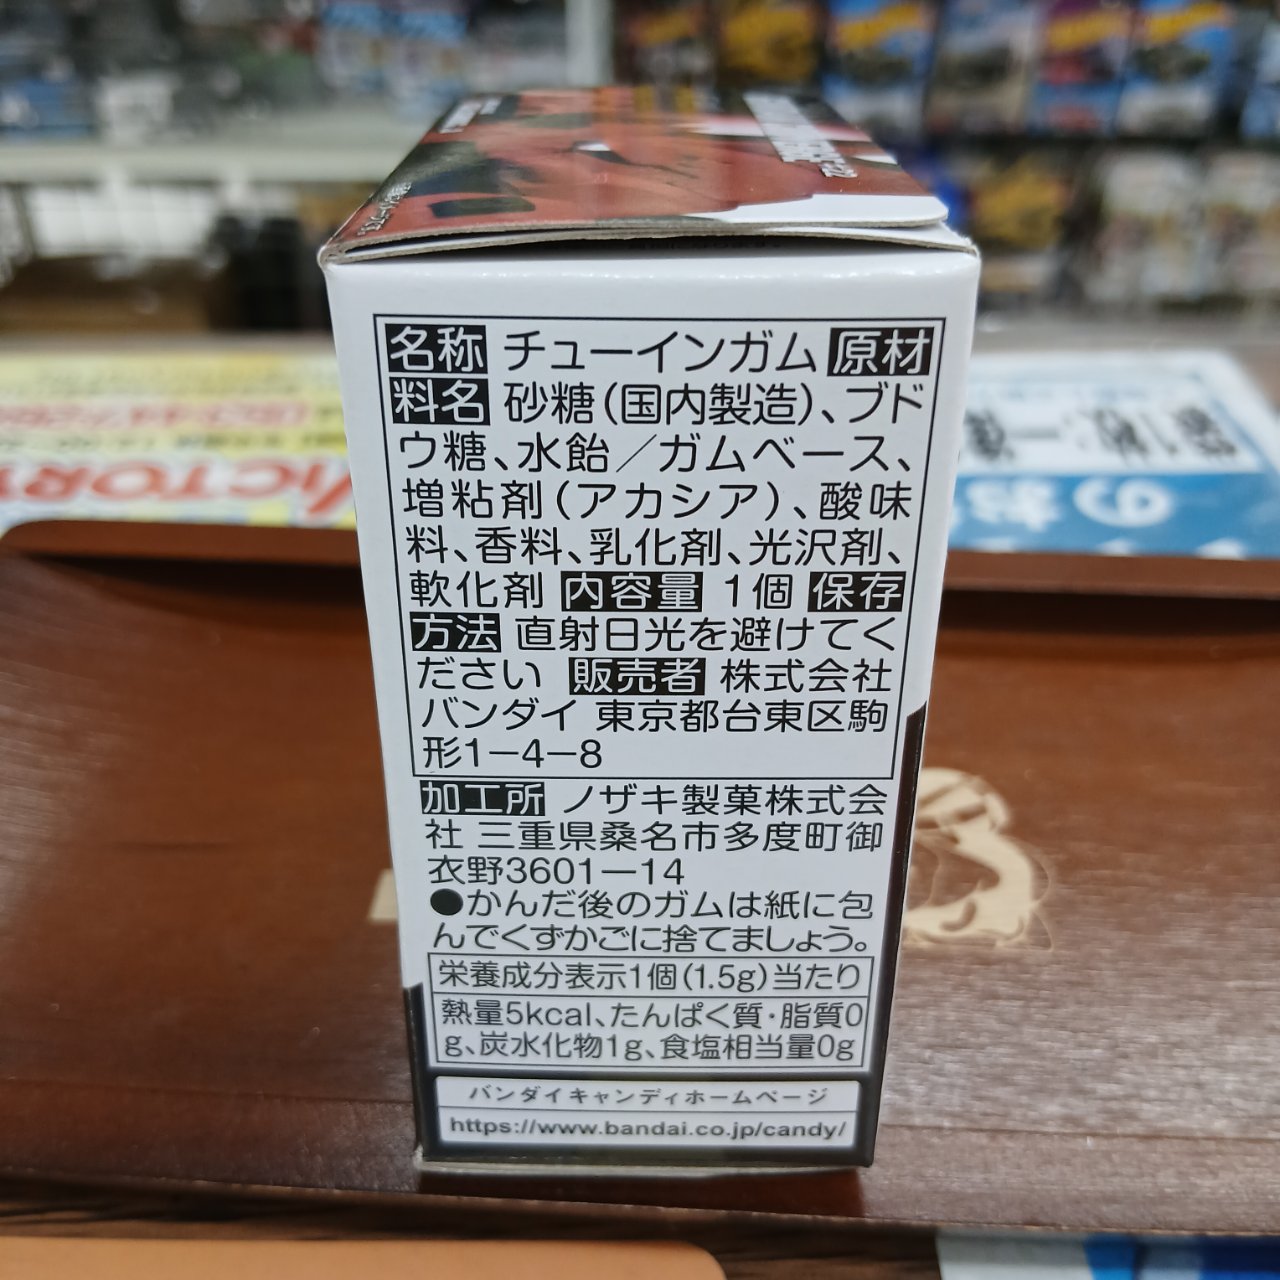 名称 チューインガム 原材
料名 砂糖(国内製造)、ブド
ウ糖、水飴／ガムベース、
増粘剤(アカシア)、酸味
料、香料、乳化剤、光沢剤、
軟化剤 内容量 1個 保存
方法 直射日光を避けてく
ださい 販売者 株式会社
バンダイ 東京都台東区駒
形1ー4ー8
加工所 ノザキ製菓株式会
社 三重県桑名市多度町御
衣野3601ー14
●かんだ後のガムは紙に包
んでくずかごに捨てましょう。
栄養成分表示1個(1.5g)当たり
熱量5kcal、たんぱく質・脂質0
g、炭水化物1g、食塩相当量0g
バンダイキャンディホームページ
https://www.bandai.co.jp/candy/
VICTORY
のお